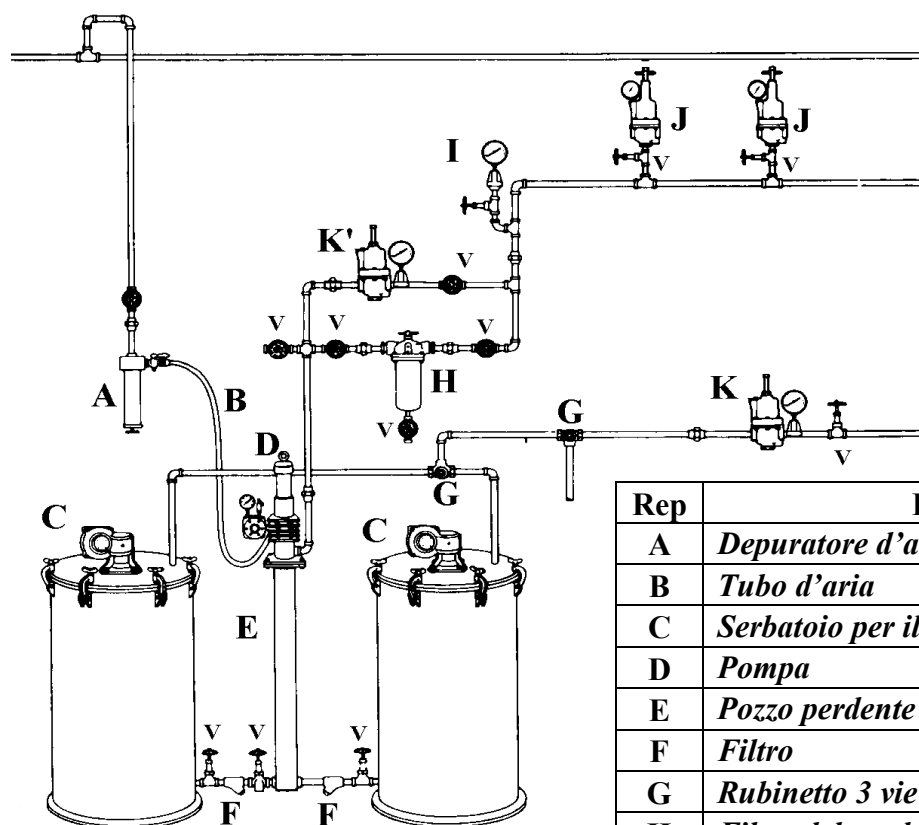 J J
I V V
K'
V
V V V
A B H K
G
D V
V
G
C C
E
V V V
F F
Rep
A Depuratore d'a
B Tubo d'aria
C Serbatoio per il
D Pompa
E Pozzo perdente
F Filtro
G Rubinetto 3 vie